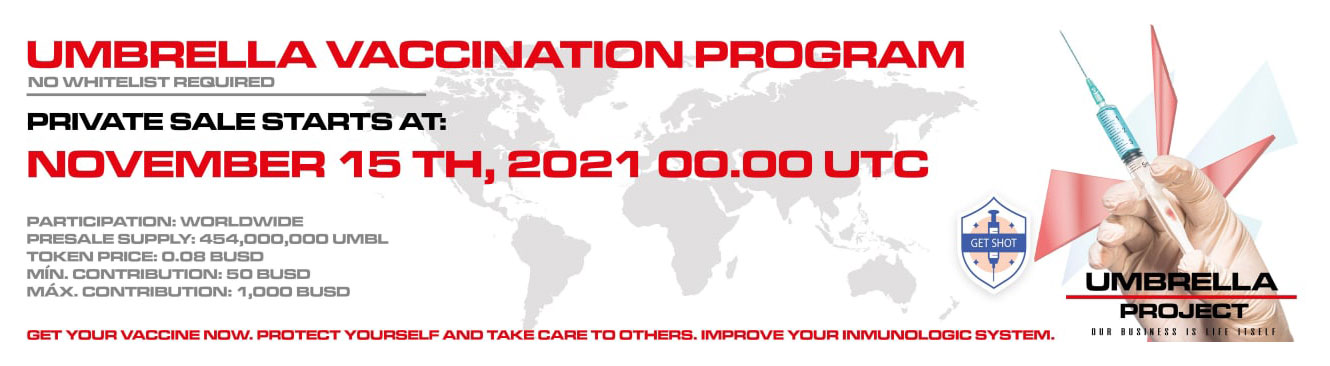 UMBRELLA VACCINATION PROGRAM
NO WHITELIST REQUIRED
PRIVATE SALE STARTS AT:
NOVEMBER 15 TH, 2021 00.00 UTC
PARTICIPATION: WORLDWIDE
PRESALE SUPPLY: 454,000,000 UMBL
TOKEN PRICE: 0.08 BUSD
MÍN. CONTRIBUTION: 50 BUSD
MÁX. CONTRIBUTION: 1,000 BUSD
GET YOUR VACCINE NOW. PROTECT YOURSELF AND TAKE CARE TO OTHERS. IMPROVE YOUR INMUNOLOGIC SYSTEM.
GET SHOT
UMBRELLA
PROJECT
OUR BUSINESS IS LIFE ITSELF